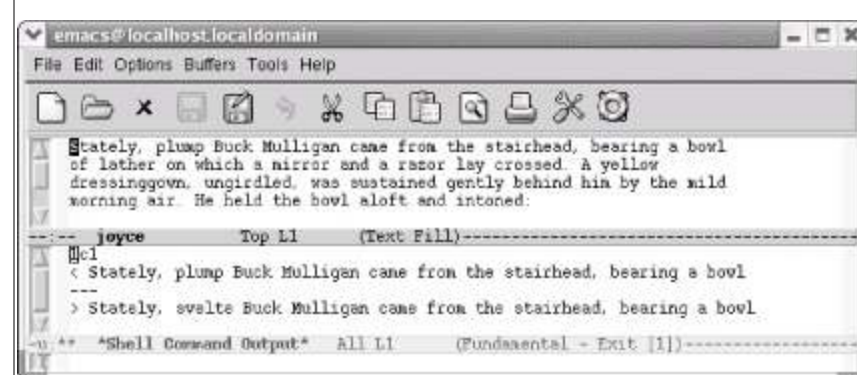 emacs@localhost.localdomain
File Edit Options Buffers Tools Help
Stately, plump Buck Mulligan came from the stairhead, bearing a bowl
of lather on which a mirror and a razor lay crossed. A yellow
dressinggown, ungirdled, was sustained gently behind him by the mild
morning air. He held the bowl aloft and intoned:
--:-- joyce Top L1 (Text Fill)------------------------------------------
1c1
< Stately, plump Buck Mulligan came from the stairhead, bearing a bowl
---
> Stately, svelte Buck Mulligan came from the stairhead, bearing a bowl
-u:** *Shell Command Output* All L1 (Fundamental - Exit [1])------------------